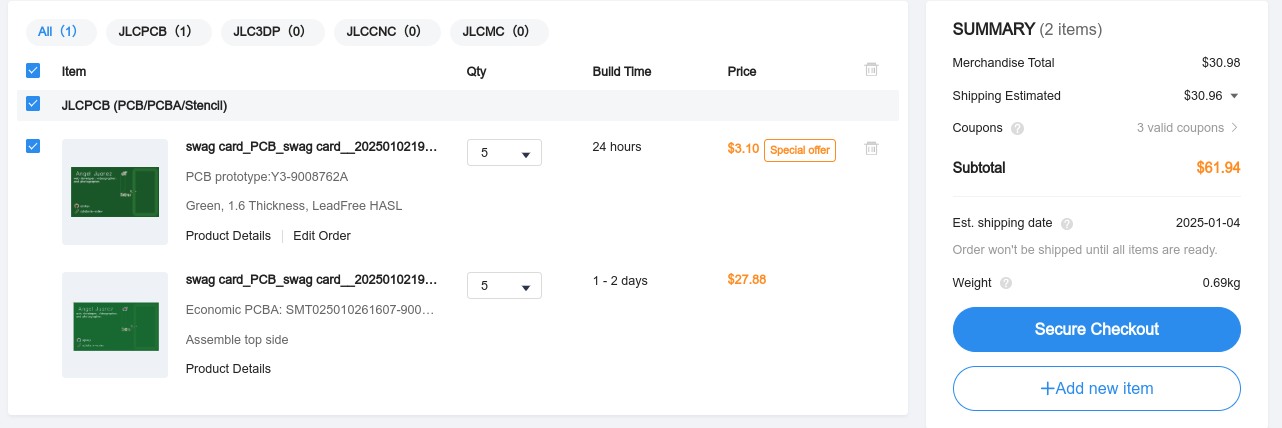 All（1） JLCPCB（1） JLC3DP（0） JLCCNC（0） JLCMC（0）
Item Qty Build Time Price
JLCPCB (PCB/PCBA/Stencil)
swag card_PCB_swag card__2025010219… 5 24 hours $3.10 Special offer
PCB prototype:Y3-9008762A
Green, 1.6 Thickness, LeadFree HASL
Product Details Edit Order
Angel Juarez
swag card_PCB_swag card__2025010219… 5 1 - 2 days $27.88
Economic PCBA: SMT025010261607-900…
Assemble top side
Product Details
Angel Juarez
SUMMARY (2 items)
Merchandise Total $30.98
Shipping Estimated $30.96
Coupons ? 3 valid coupons >
Subtotal $61.94
Est. shipping date ? 2025-01-04
Order won't be shipped until all items are ready.
Weight ? 0.69kg
Secure Checkout
+Add new item